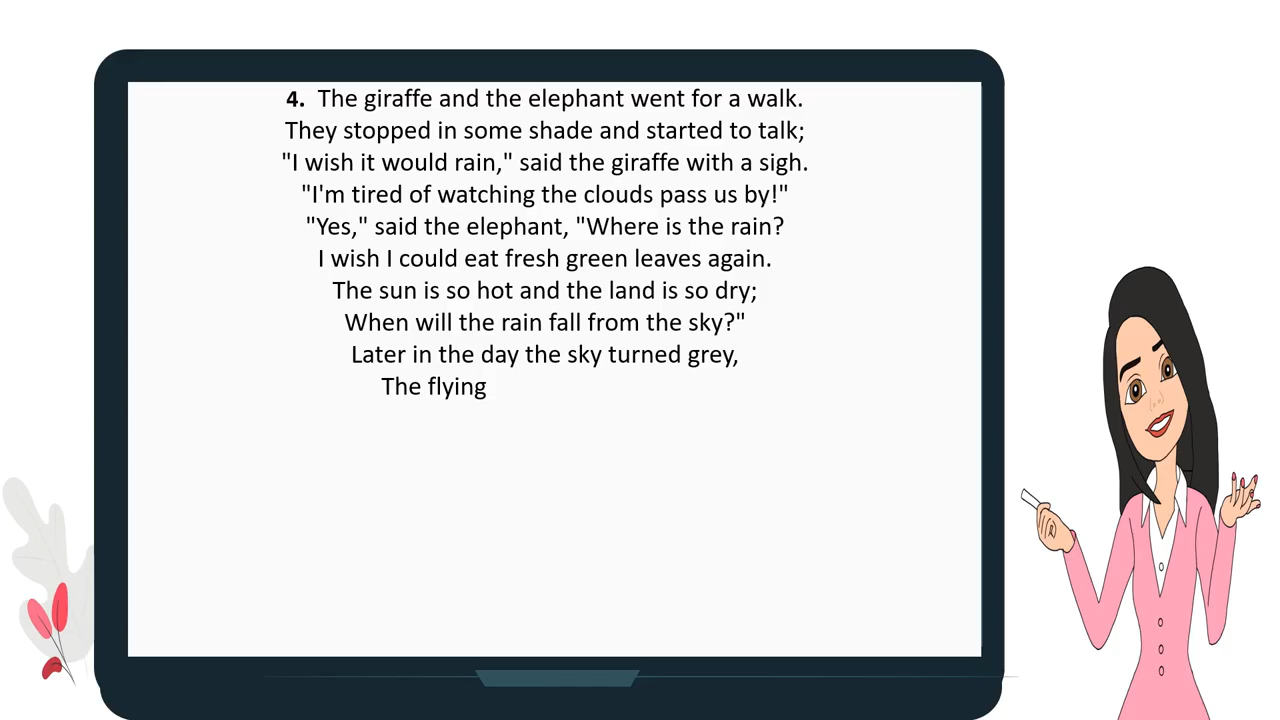 4. The giraffe and the elephant went for a walk.
They stopped in some shade and started to talk;
"I wish it would rain," said the giraffe with a sigh.
"I'm tired of watching the clouds pass us by!"
"Yes," said the elephant, "Where is the rain?
I wish I could eat fresh green leaves again.
The sun is so hot and the land is so dry;
When will the rain fall from the sky?"
Later in the day the sky turned grey,
The flying